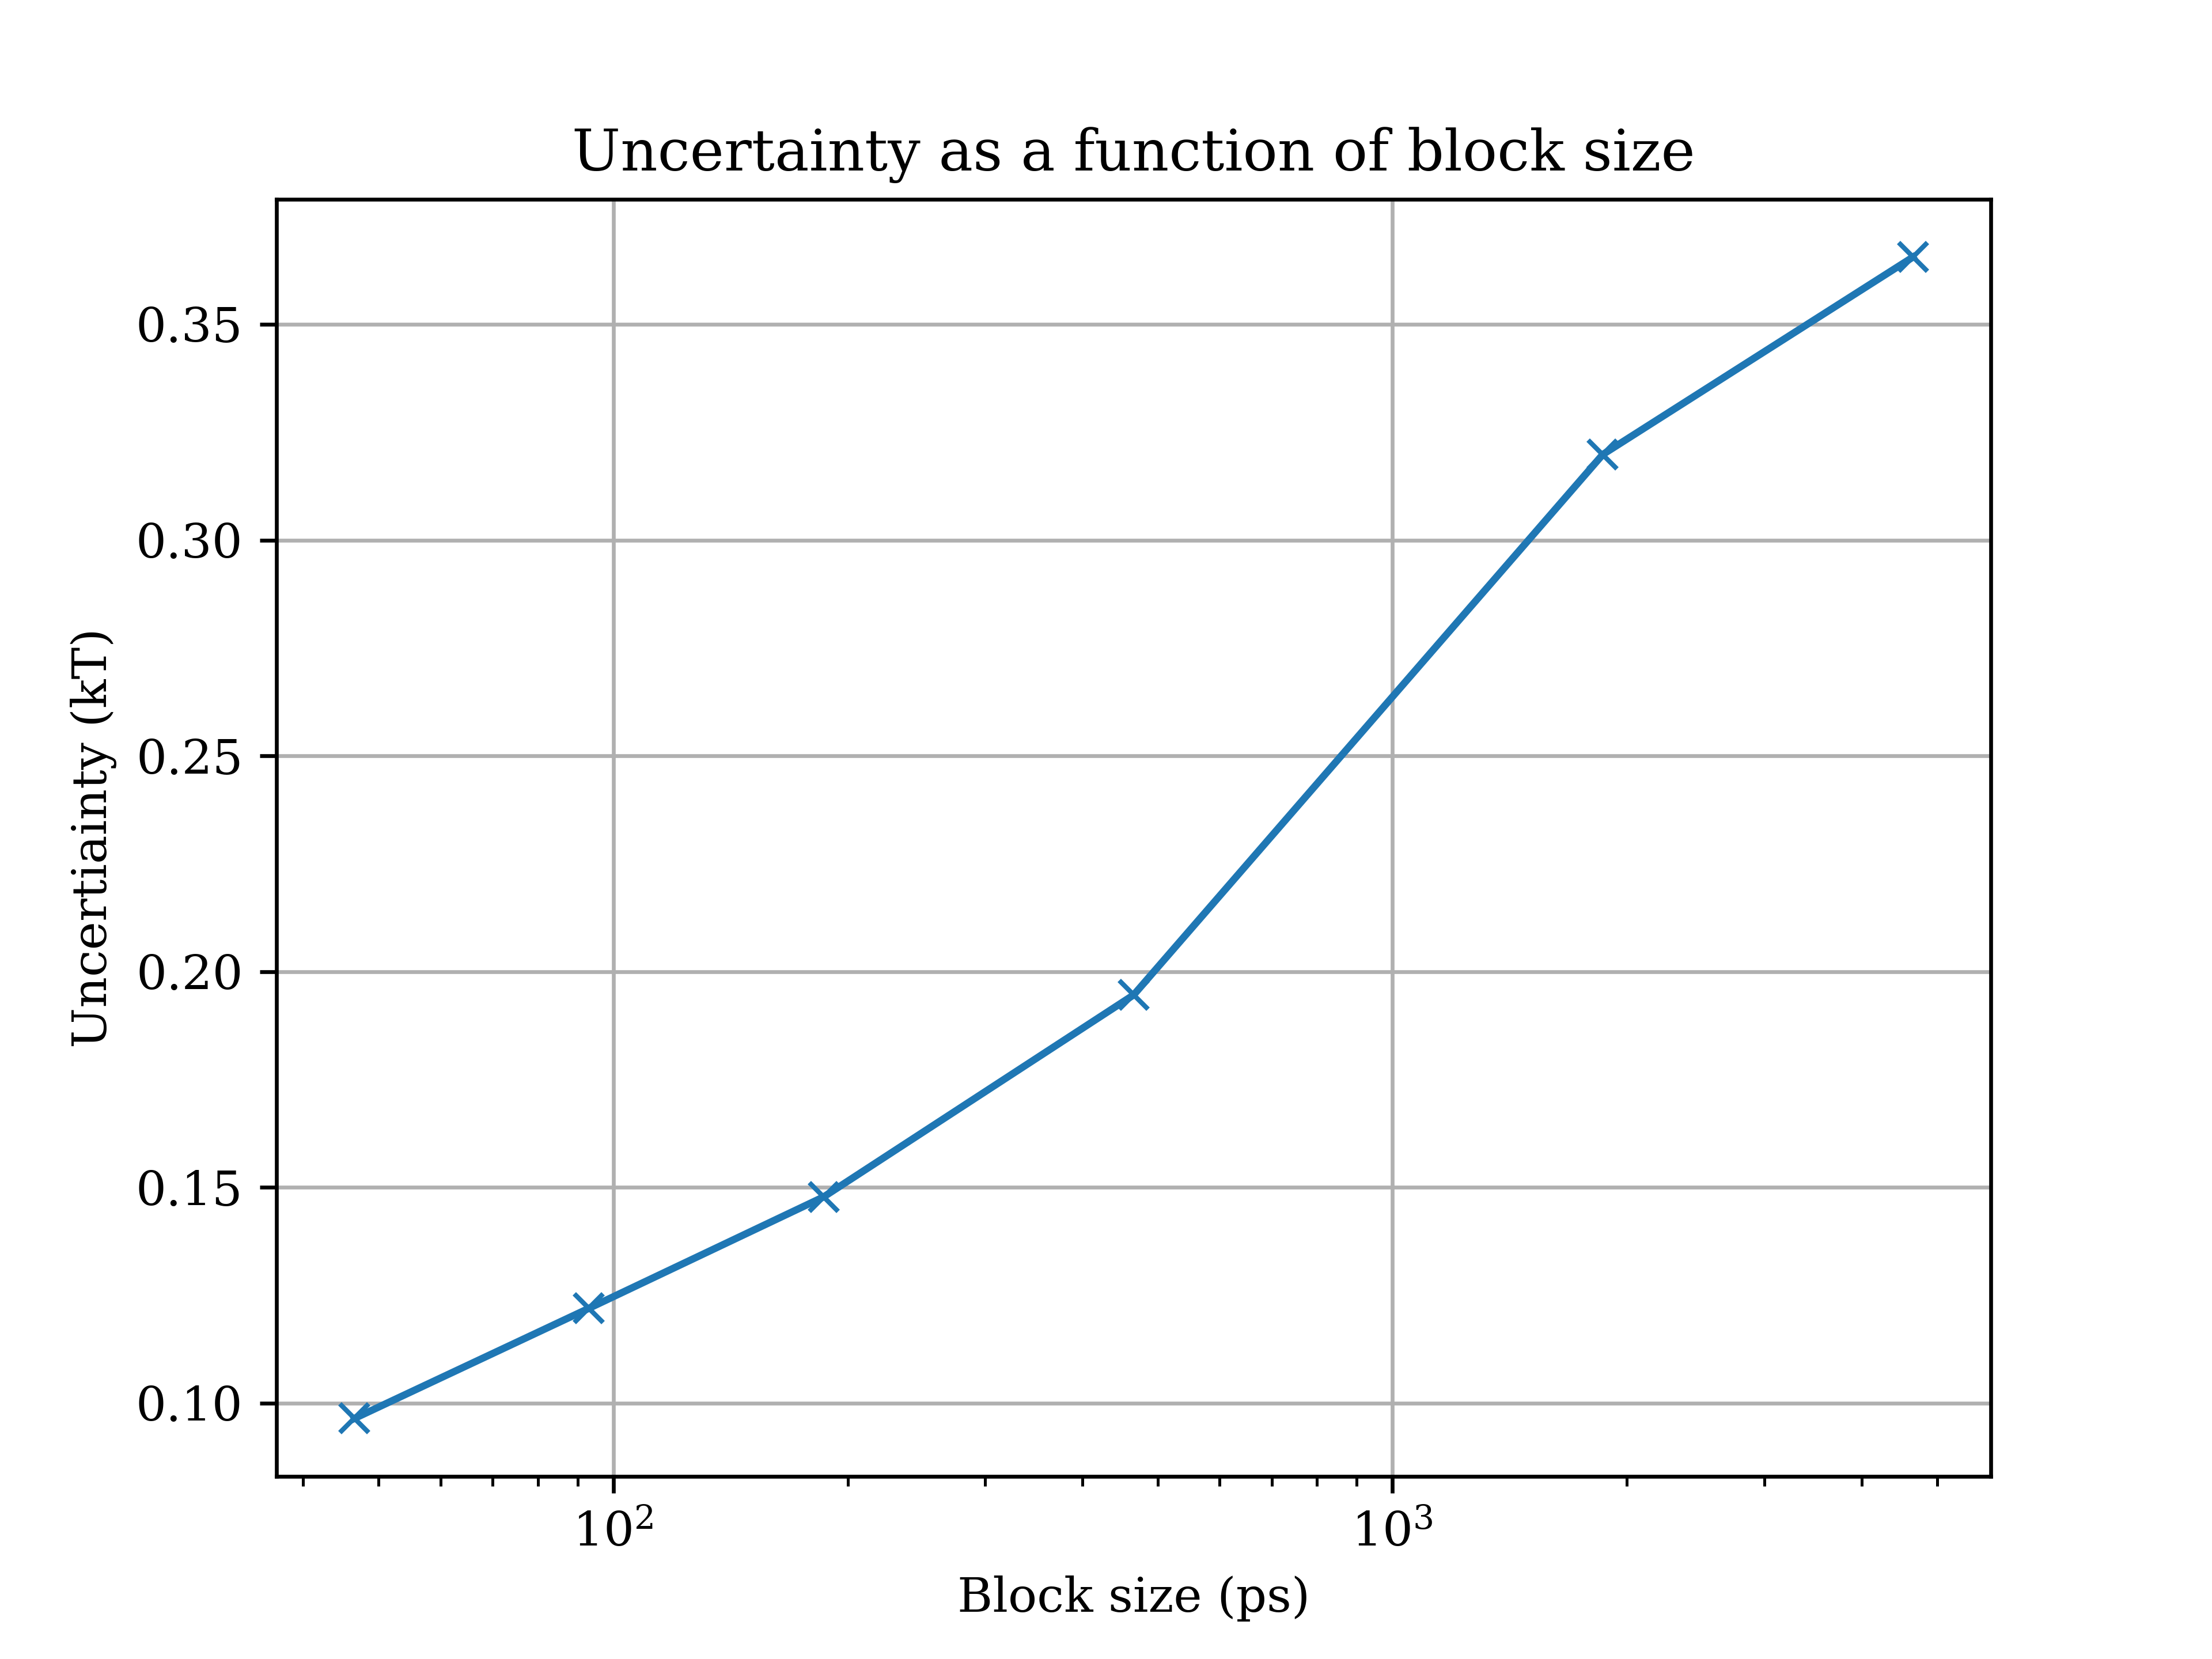 Uncertainty as a function of block size
0.35
0.30
0.25
0.20
0.15
0.10
Uncertiainty (kT)
10²
10³
Block size (ps)